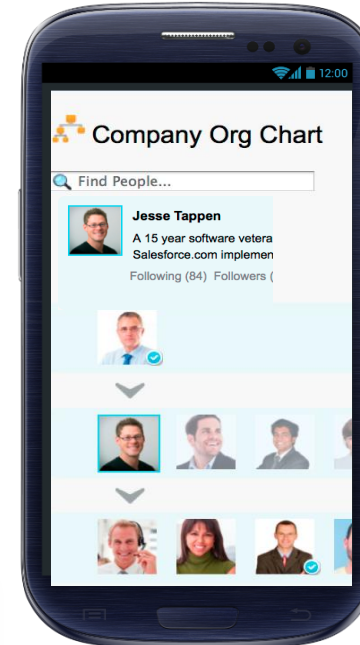 12:00
Company Org Chart
Find People...
Jesse Tappen
A 15 year software vetera
Salesforce.com implemen
Following (84) Followers (